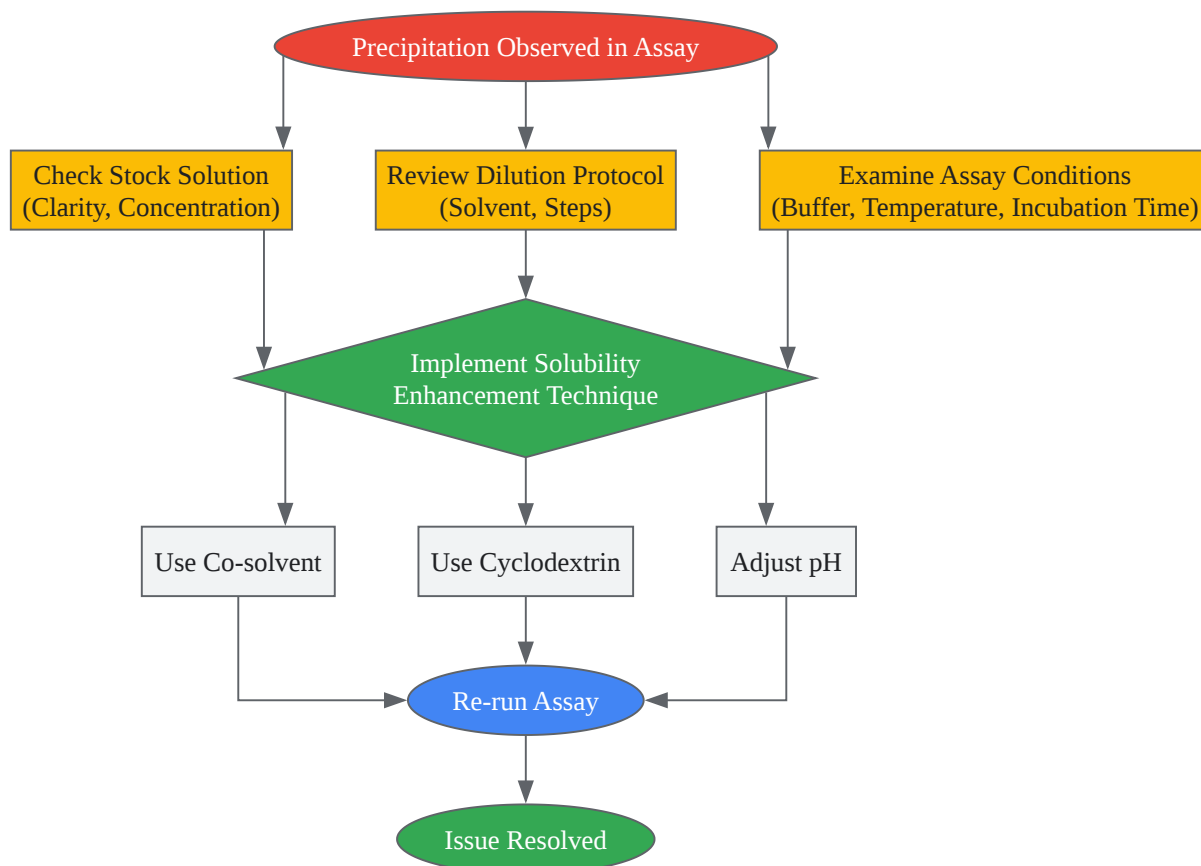 Precipitation Observed in Assay
Check Stock Solution
(Clarity, Concentration)
Review Dilution Protocol
(Solvent, Steps)
Examine Assay Conditions
(Buffer, Temperature, Incubation Time)
Implement Solubility
Enhancement Technique
Use Co-solvent
Use Cyclodextrin
Adjust pH
Re-run Assay
Issue Resolved